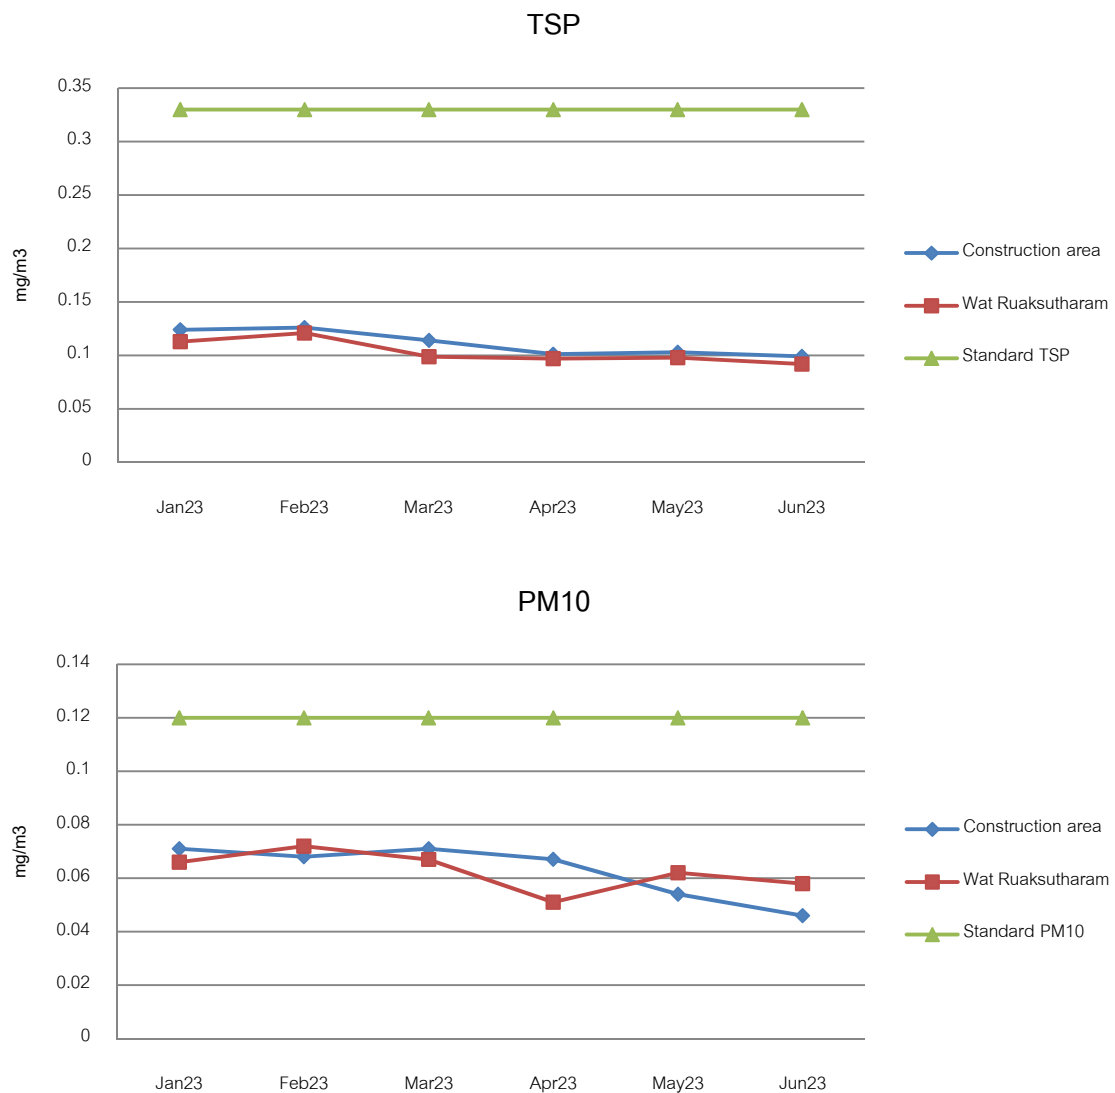 TSP
0.35
0.3
0.25
0.2
0.15
0.1
0.05
0
mg/m3
Jan23 Feb23 Mar23 Apr23 May23 Jun23
Construction area
Wat Ruaksutharam
Standard TSP
PM10
0.14
0.12
0.1
0.08
0.06
0.04
0.02
0
mg/m3
Jan23 Feb23 Mar23 Apr23 May23 Jun23
Construction area
Wat Ruaksutharam
Standard PM10